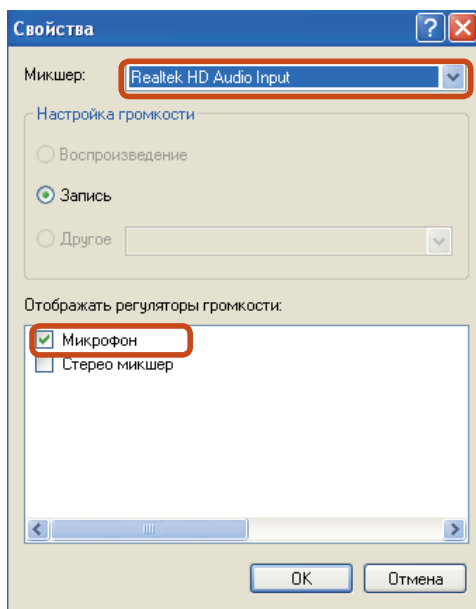 Свойства
Микшер: Realtek HD Audio Input
Настройка громкости
Воспроизведение
Запись
Другое
Отображать регуляторы громкости:
Микрофон
Стерео микшер
OK Отмена